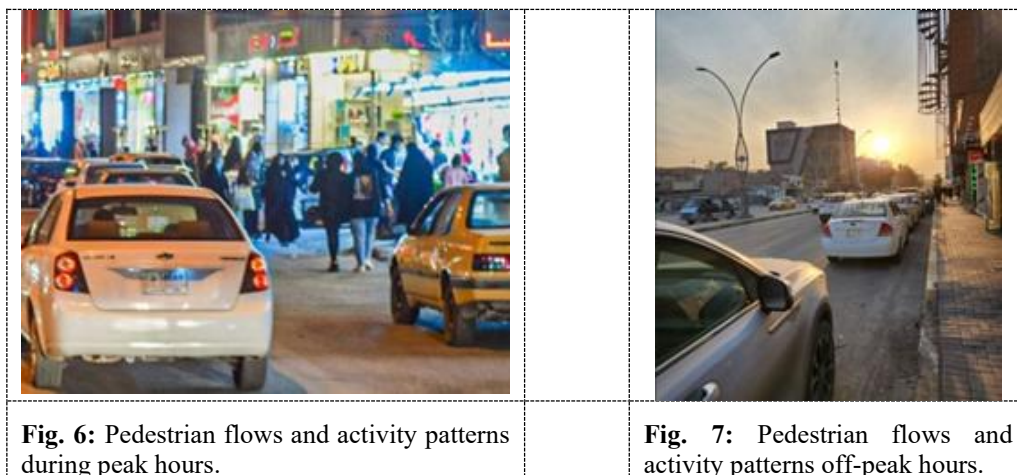 Fig. 6: Pedestrian flows and activity patterns
during peak hours.
Fig. 7: Pedestrian flows and
activity patterns off-peak hours.